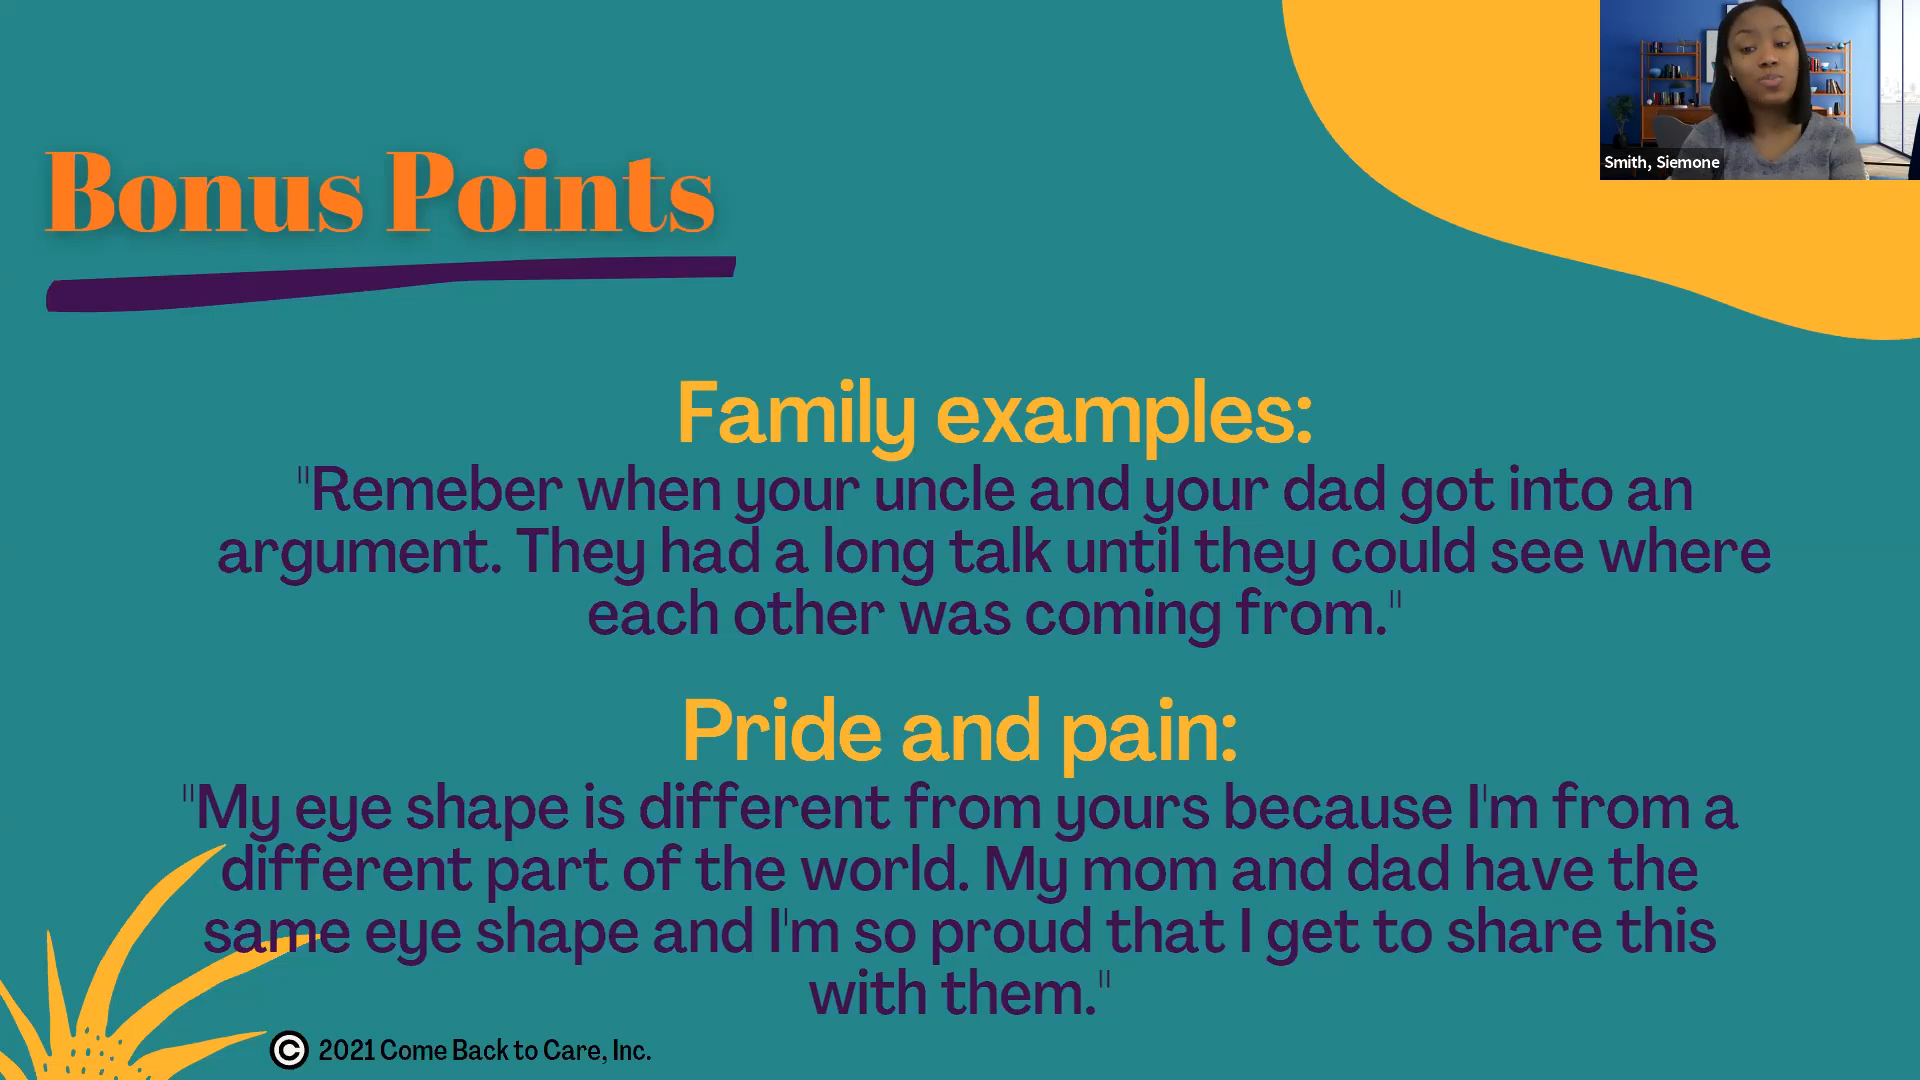 Smith, Siemone
Bonus Points
Family examples:
"Remeber when your uncle and your dad got into an
argument. They had a long talk until they could see where
each other was coming from."
Pride and pain:
"My eye shape is different from yours because I'm from a
different part of the world. My mom and dad have the
same eye shape and I'm so proud that I get to share this
with them."
© 2021 Come Back to Care, Inc.